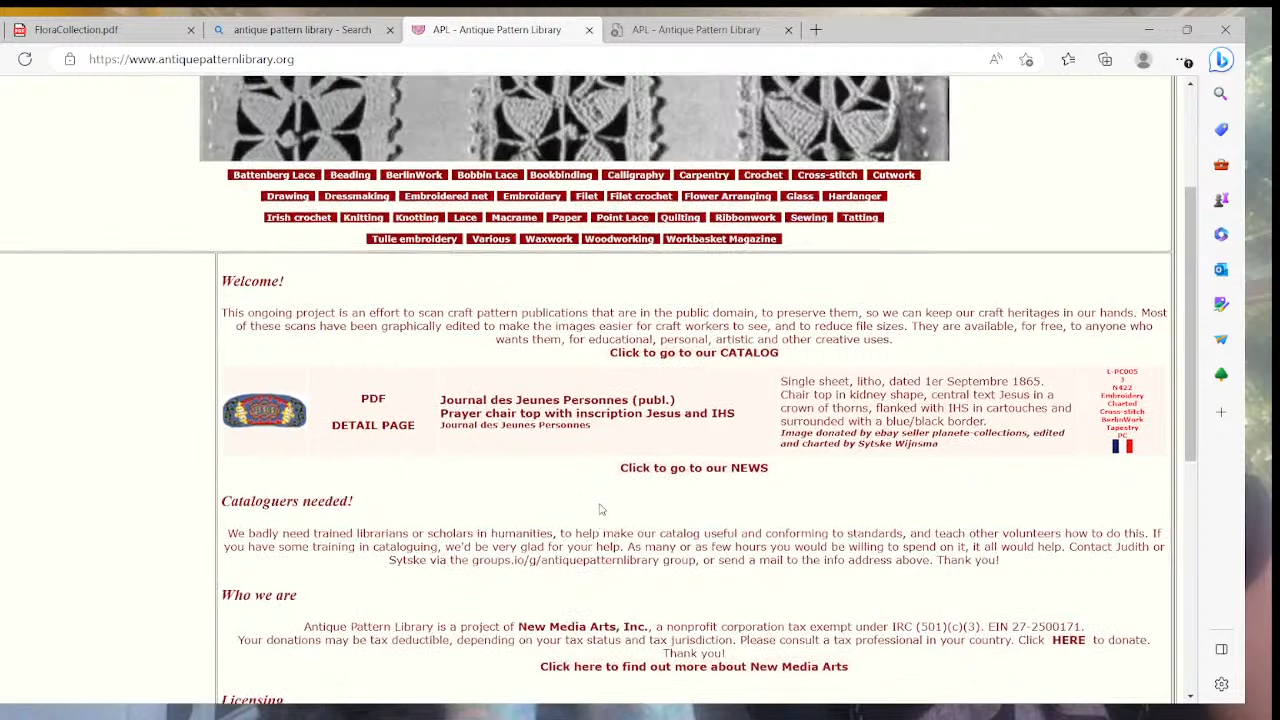 FloraCollection.pdf
antique pattern library - Search
APL - Antique Pattern Library
APL - Antique Pattern Library
https://www.antiquepatternlibrary.org
Battenberg Lace Beading BerlinWork Bobbin Lace Bookbinding Calligraphy Carpentry Crochet Cross-stitch Cutwork
Drawing Dressmaking Embroidered net Embroidery Filet Filet crochet Flower Arranging Glass Hardanger
Irish crochet Knitting Knotting Lace Macrame Paper Point Lace Quilting Ribbonwork Sewing Tatting
Tulle embroidery Various Waxwork Woodworking Workbasket Magazine
Welcome!
This ongoing project is an effort to scan craft pattern publications that are in the public domain, to preserve them, so we can keep our craft heritages in our hands. Most
of these scans have been graphically edited to make the images easier for craft workers to see, and to reduce file sizes. They are available, for free, to anyone who
wants them, for educational, personal, artistic and other creative uses.
Click to go to our CATALOG
PDF
DETAIL PAGE
Journal des Jeunes Personnes (publ.)
Prayer chair top with inscription Jesus and IHS
Journal des Jeunes Personnes
Single sheet, litho, dated 1er Septembre 1865.
Chair top in kidney shape, central text Jesus in a
crown of thorns, flanked with IHS in cartouches and
surrounded with a blue/black border.
Image donated by ebay seller planete-collections, edited
and charted by Sytske Wijnsma
L-PC005
J
N422
Embroidery
Charted
Cross-stitch
BerlinWork
Tapestry
PC
Click to go to our NEWS
Cataloguers needed!
We badly need trained librarians or scholars in humanities, to help make our catalog useful and conforming to standards, and teach other volunteers how to do this. If
you have some training in cataloguing, we'd be very glad for your help. As many or as few hours you would be willing to spend on it, it all would help. Contact Judith or
Sytske via the groups.io/g/antiquepatternlibrary group, or send a mail to the info address above. Thank you!
Who we are
Antique Pattern Library is a project of New Media Arts, Inc., a nonprofit corporation tax exempt under IRC (501)(c)(3). EIN 27-2500171.
Your donations may be tax deductible, depending on your tax status and tax jurisdiction. Please consult a tax professional in your country. Click HERE to donate.
Thank you!
Click here to find out more about New Media Arts
Licensing